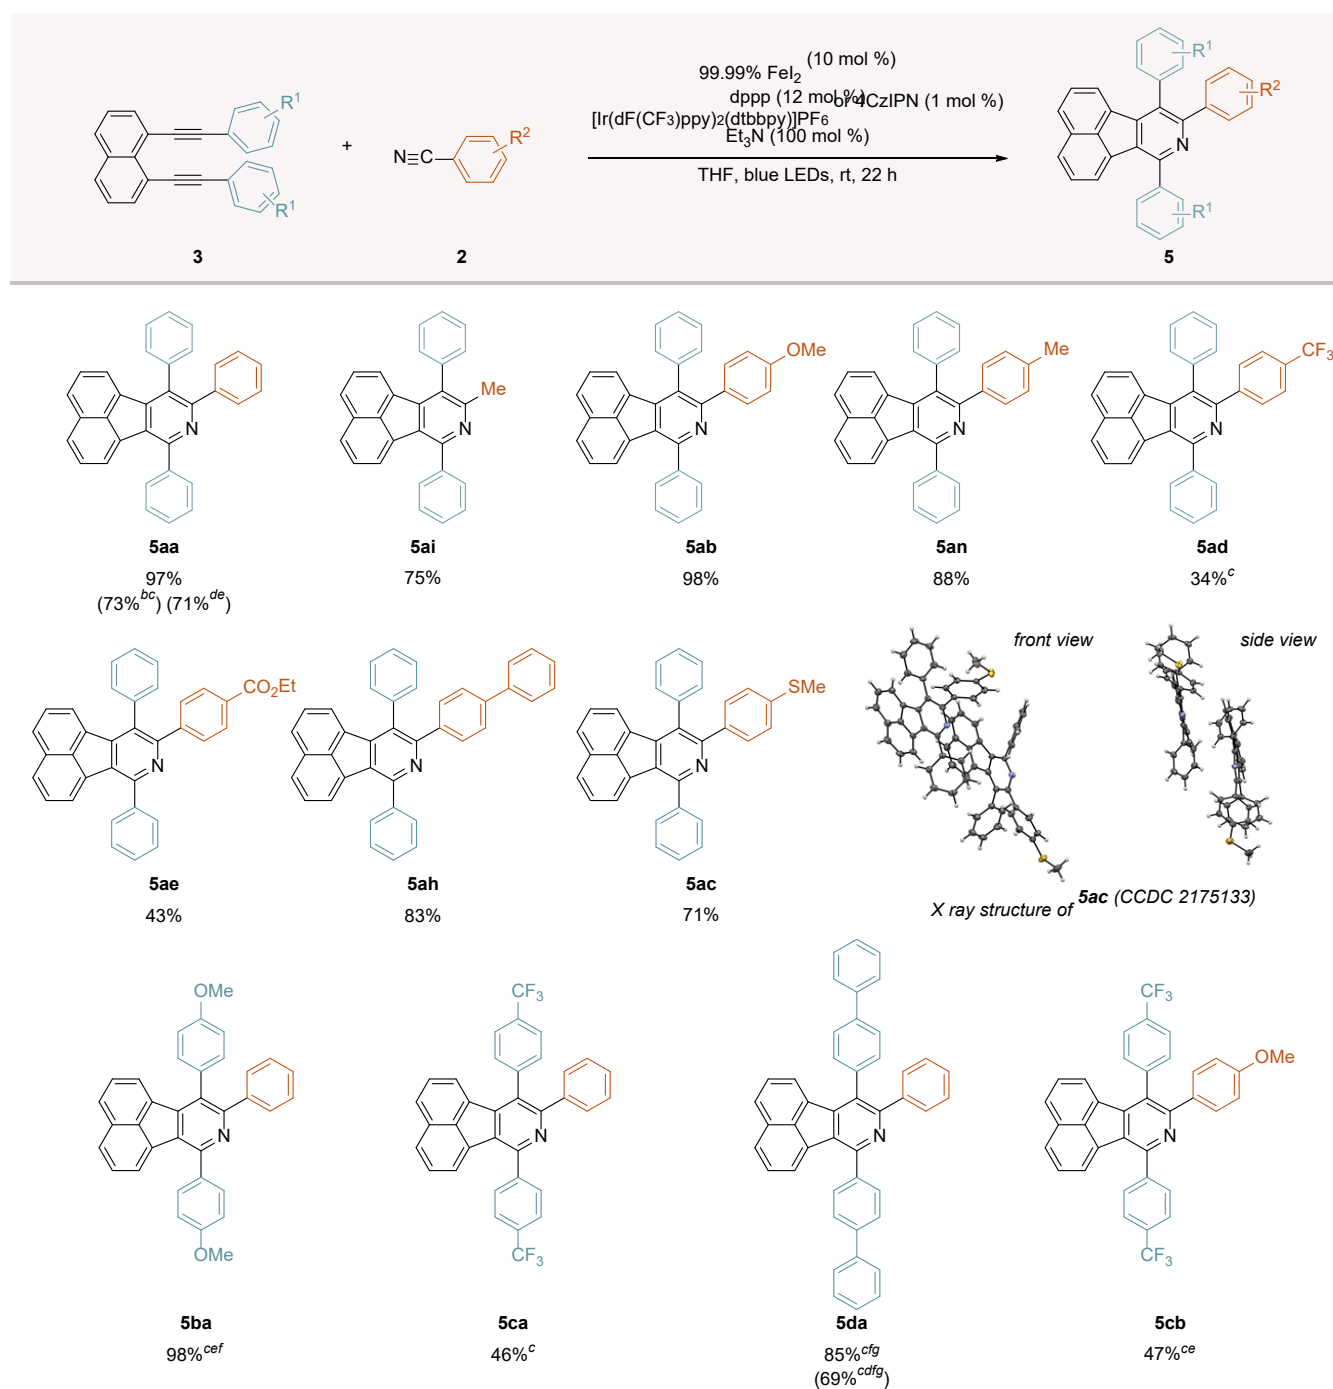 R1
R1
3
+
N≡C
R2
2
99.99% FeI2 (10 mol %)
dppp (12 mol %)
[Ir(dF(CF3)ppy)2(dtbbpy)]PF6 or 4CzIPN (1 mol %)
Et3N (100 mol %)
THF, blue LEDs, rt, 22 h
R1
R2
N
R1
5
N
5aa
97%
(73%bc) (71%de)
Me
N
5ai
75%
OMe
N
5ab
98%
Me
N
5an
88%
CF3
N
5ad
34%c
CO2Et
N
5ae
43%
N
5ah
83%
SMe
N
5ac
71%
front view
side view
X ray structure of 5ac (CCDC 2175133)
OMe
N
OMe
5ba
98%cef
CF3
N
CF3
5ca
46%c
N
5da
85%cfg
(69%cdfg)
CF3
OMe
N
CF3
5cb
47%ce